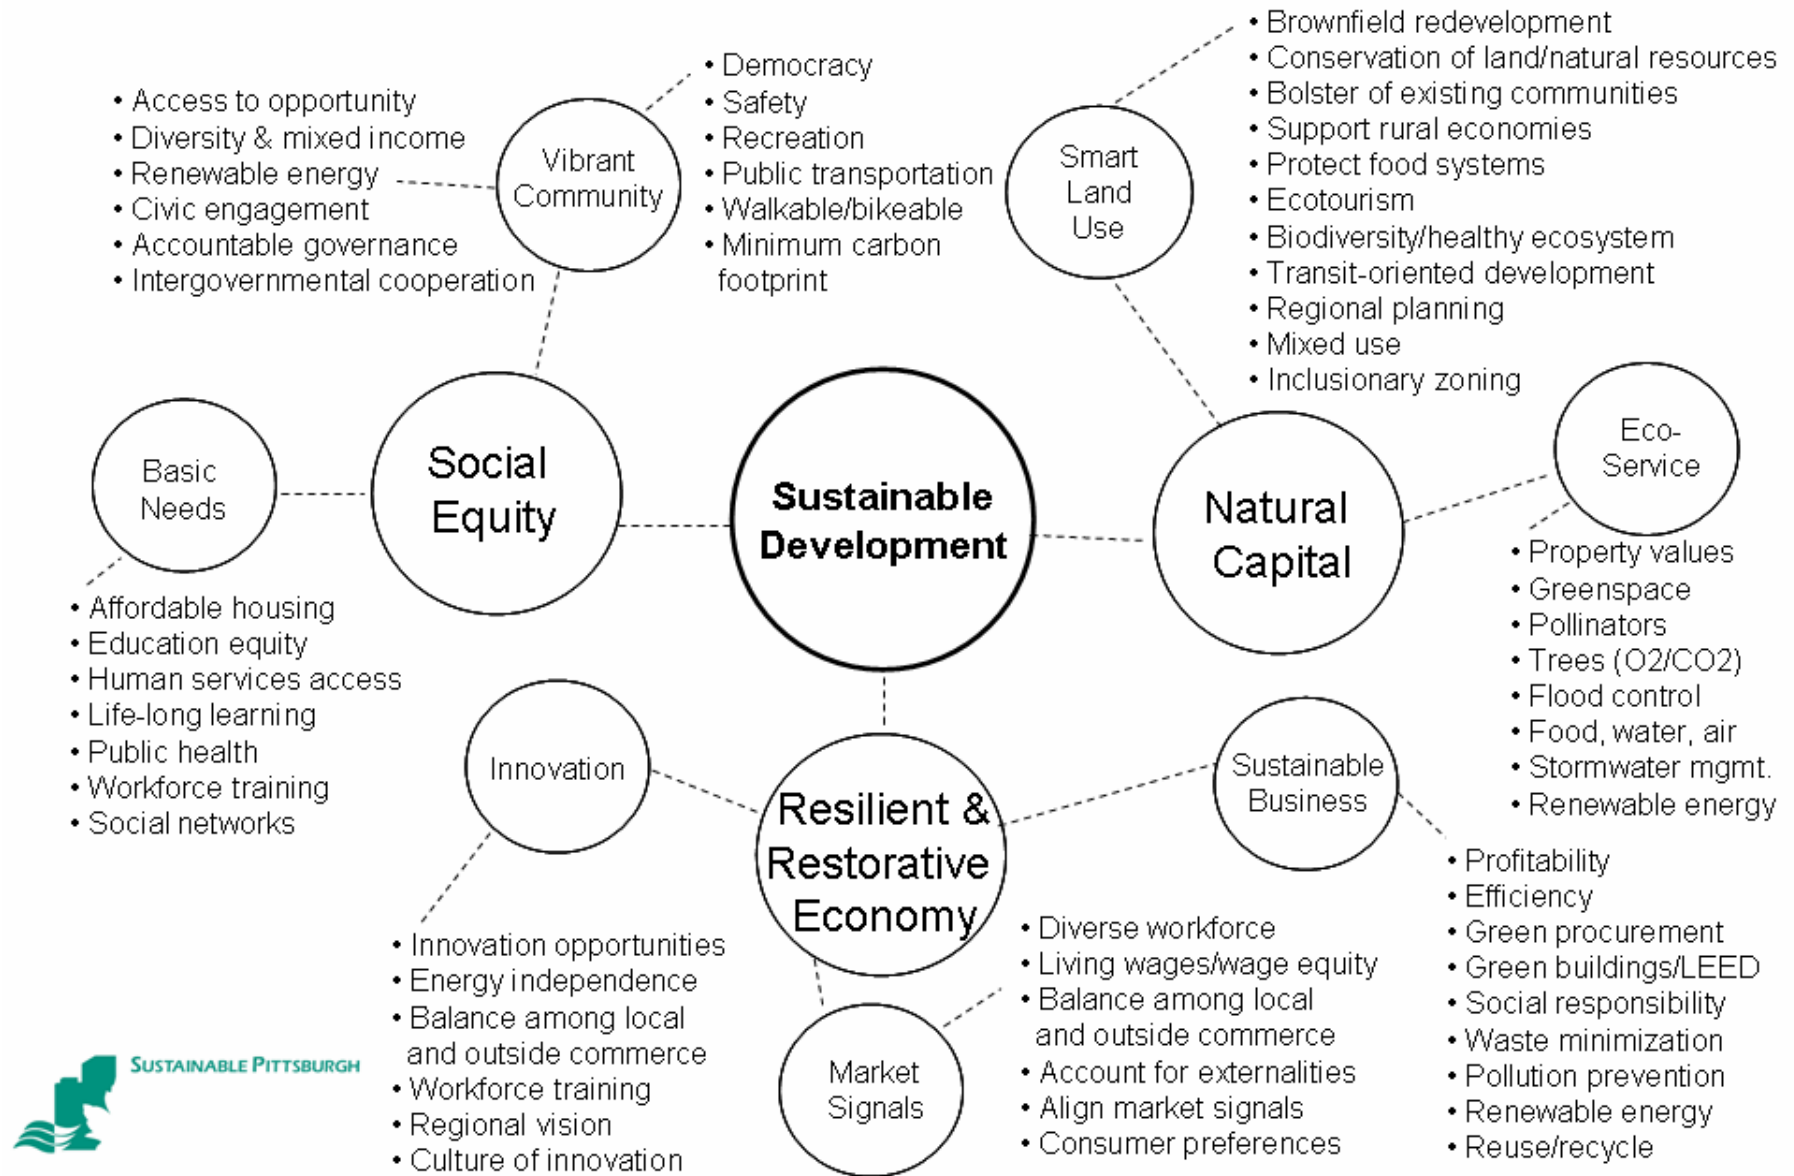 • Access to opportunity
• Diversity & mixed income
• Renewable energy
• Civic engagement
• Accountable governance
• Intergovernmental cooperation
Vibrant
Community
• Democracy
• Safety
• Recreation
• Public transportation
• Walkable/bikeable
• Minimum carbon
footprint
Smart
Land
Use
• Brownfield redevelopment
• Conservation of land/natural resources
• Bolster of existing communities
• Support rural economies
• Protect food systems
• Ecotourism
• Biodiversity/healthy ecosystem
• Transit-oriented development
• Regional planning
• Mixed use
• Inclusionary zoning
Basic
Needs
Social
Equity
Sustainable
Development
Natural
Capital
Eco-
Service
• Affordable housing
• Education equity
• Human services access
• Life-long learning
• Public health
• Workforce training
• Social networks
• Property values
• Greenspace
• Pollinators
• Trees (O2/CO2)
• Flood control
• Food, water, air
• Stormwater mgmt.
• Renewable energy
Innovation
Resilient &
Restorative
Economy
Sustainable
Business
• Innovation opportunities
• Energy independence
• Balance among local
and outside commerce
• Workforce training
• Regional vision
• Culture of innovation
Market
Signals
• Diverse workforce
• Living wages/wage equity
• Balance among local
and outside commerce
• Account for externalities
• Align market signals
• Consumer preferences
• Profitability
• Efficiency
• Green procurement
• Green buildings/LEED
• Social responsibility
• Waste minimization
• Pollution prevention
• Renewable energy
• Reuse/recycle
SUSTAINABLE PITTSBURGH